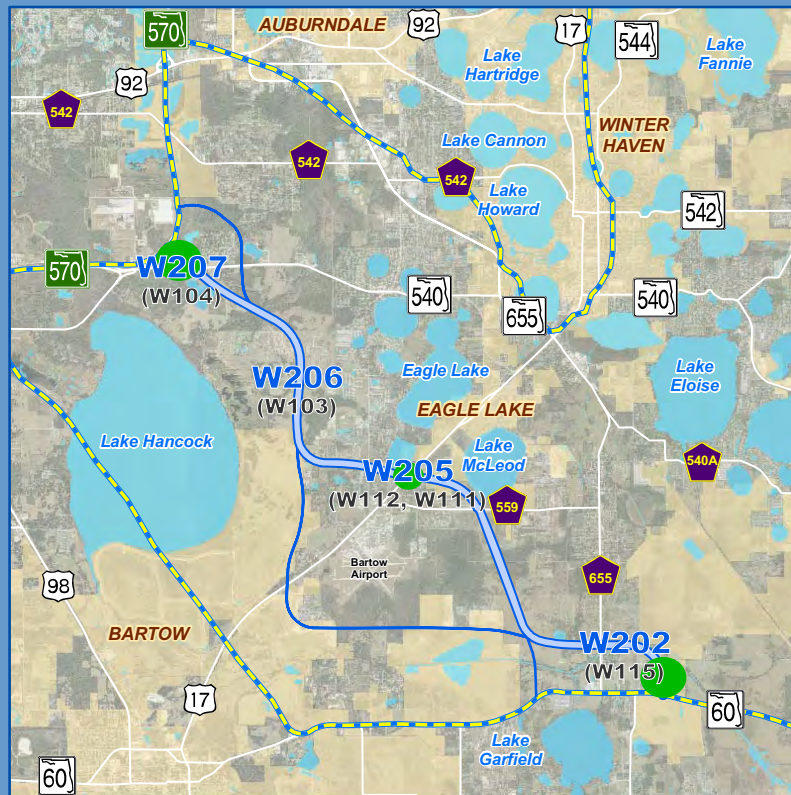 570
AUBURNDALE
92
17
544
Lake
Hartridge
Lake
Fannie
92
542
542
Lake Cannon
WINTER
HAVEN
542
Lake
Howard
542
570
W207
(W104)
540
655
540
W206
(W103)
Eagle Lake
Lake
Eloise
EAGLE LAKE
Lake Hancock
Lake
McLeod
540A
W205
(W112, W111)
559
Bartow
Airport
98
655
BARTOW
W202
(W115)
17
60
Lake
Garfield
60